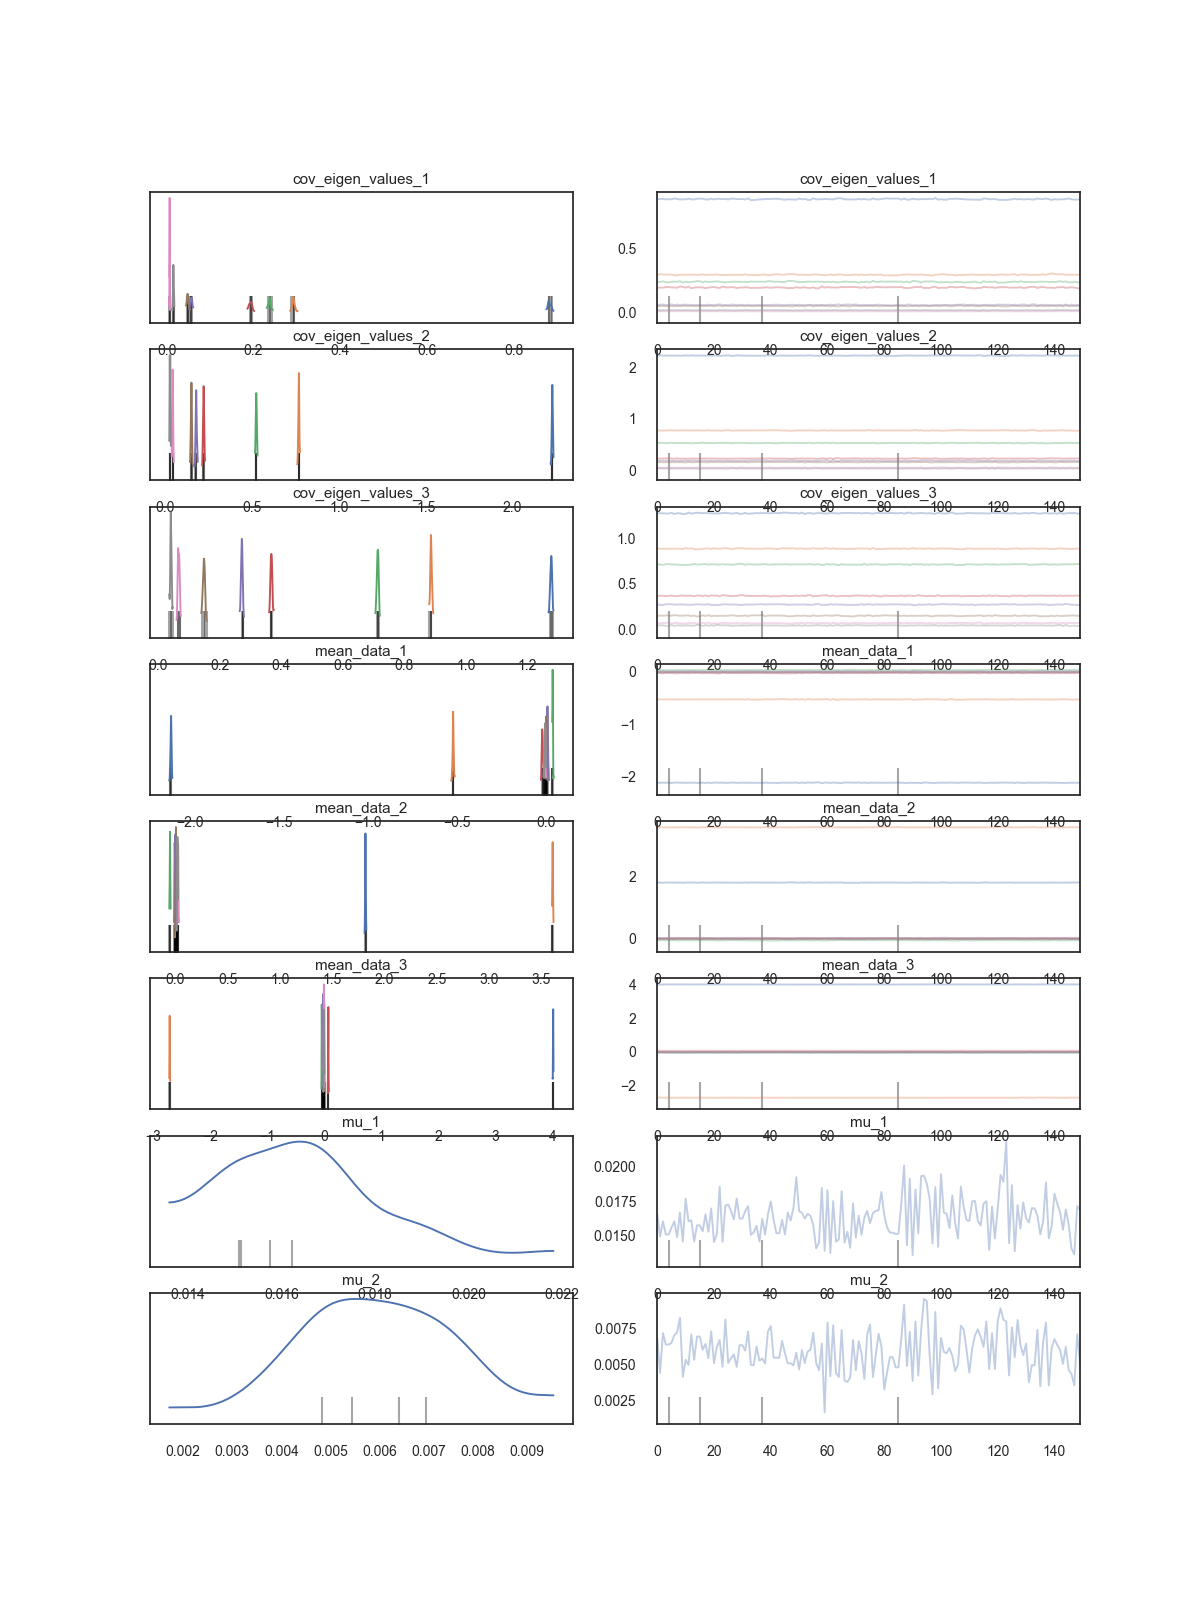 cov_eigen_values_1 cov_eigen_values_1
0.5
0.0
cov_eigen_values_2 cov_eigen_values_2
0.0 0.2 0.4 0.6 0.8 0 20 40 60 80 100 120 140
2
1
0
cov_eigen_values_3 cov_eigen_values_3
0.0 0.5 1.0 1.5 2.0 0 20 40 60 80 100 120 140
1.0
0.5
0.0
mean_data_1 mean_data_1
0.0 0.2 0.4 0.6 0.8 1.0 1.2 0 20 40 60 80 100 120 140
0
−1
−2
mean_data_2 mean_data_2
−2.0 −1.5 −1.0 −0.5 0.0 0 20 40 60 80 100 120 140
2
0
mean_data_3 mean_data_3
0.0 0.5 1.0 1.5 2.0 2.5 3.0 3.5 0 20 40 60 80 100 120 140
4
2
0
−2
mu_1 mu_1
−3 −2 −1 0 1 2 3 4 0 20 40 60 80 100 120 140
0.0200
0.0175
0.0150
mu_2 mu_2
0.014 0.016 0.018 0.020 0.022 0 20 40 60 80 100 120 140
0.0075
0.0050
0.0025
0.002 0.003 0.004 0.005 0.006 0.007 0.008 0.009 0 20 40 60 80 100 120 140